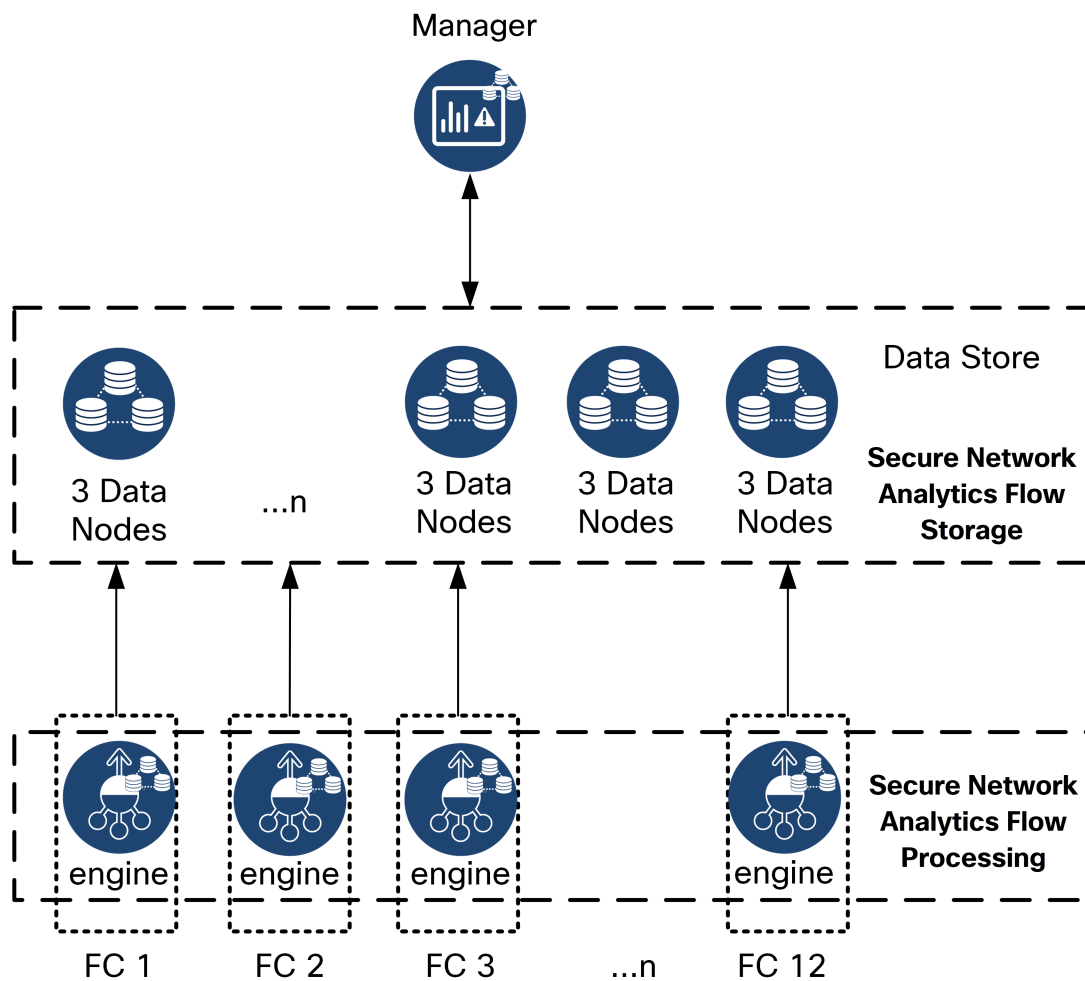 Manager
Data Store
3 Data
Nodes
...n
3 Data
Nodes
3 Data
Nodes
3 Data
Nodes
Secure Network
Analytics Flow
Storage
engine
engine
engine
engine
Secure Network
Analytics Flow
Processing
FC 1
FC 2
FC 3
...n
FC 12